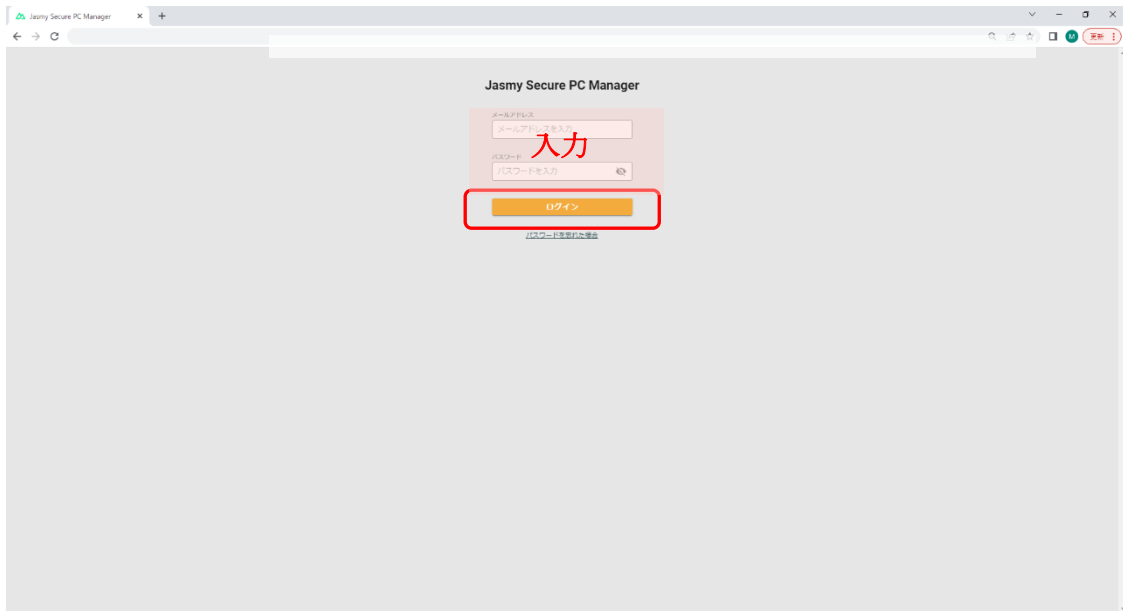 Jasmy Secure PC Manager
M
更新
Jasmy Secure PC Manager
メールアドレス
メールアドレスを入力
入力
パスワード
パスワードを入力
ログイン
パスワードを忘れた場合